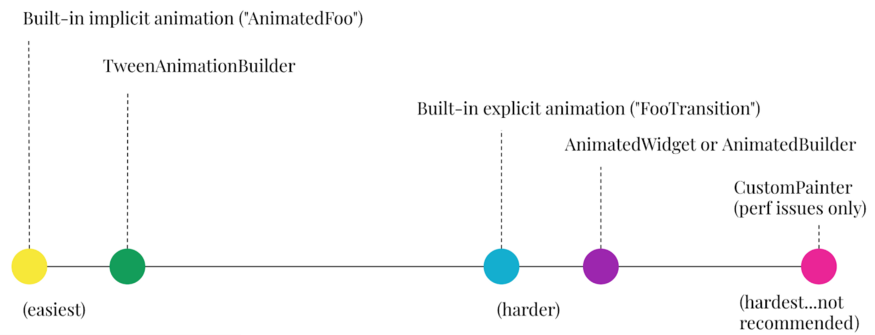 Built-in implicit animation ("AnimatedFoo")
TweenAnimationBuilder
Built-in explicit animation ("FooTransition")
AnimatedWidget or AnimatedBuilder
CustomPainter
(perf issues only)
(easiest)
(harder)
(hardest...not
recommended)